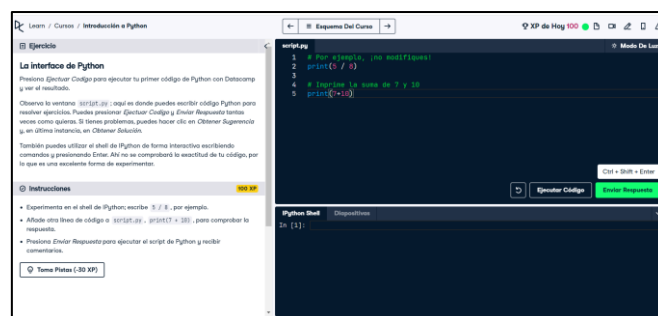 Learn / Cursos / Introducción a Python
Esquema Del Curso
XP de Hoy 100
Ejercicio
La interface de Python
Presiona Ejectuar Codigo para ejecutar tu primer código de Python con Datacamp
y ver el resultado.
Observa la ventana script.py ; aquí es donde puedes escribir código Python para
resolver ejercicios. Puedes presionar Ejectuar Codigo y Enviar Respuesta tantas
veces como quieras. Si tienes problemas, puedes hacer clic en Obtener Sugerencia
y, en última instancia, en Obtener Solución.
También puedes utilizar el shell de IPython de forma interactiva escribiendo
comandos y presionando Enter. Ahí no se comprobará la exactitud de tu código, por
lo que es una excelente forma de experimentar.
Instrucciones
100 XP
Experimenta en el shell de IPython; escribe 5 / 8 , por ejemplo.
Añade otra línea de código a script.py , print(7 + 10) , para comprobar la
respuesta.
Presiona Enviar Respuesta para ejecutar el script de Python y recibir
comentarios.
Toma Pistas (-30 XP)
script.py
Modo De Luz
1 # Por ejemplo, ¡no modifiques!
2 print(5 / 8)
3
4 # Imprime la suma de 7 y 10
5 print(7+10)
Ctrl + Shift + Enter
Ejecutar Código
Enviar Respuesta
IPython Shell
Diapositivas
In [1]: